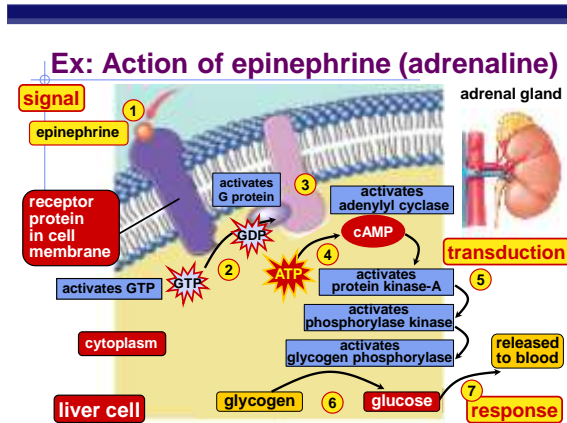 Ex: Action of epinephrine (adrenaline)
signal
adrenal gland
1
epinephrine
activates
G protein
3
activates
adenylyl cyclase
receptor
protein
in cell
membrane
GDP
cAMP
transduction
2
4
ATP
activates GTP
GTP
activates
protein kinase-A
5
activates
phosphorylase kinase
cytoplasm
activates
glycogen phosphorylase
released
to blood
7
liver cell
glycogen
6
glucose
response